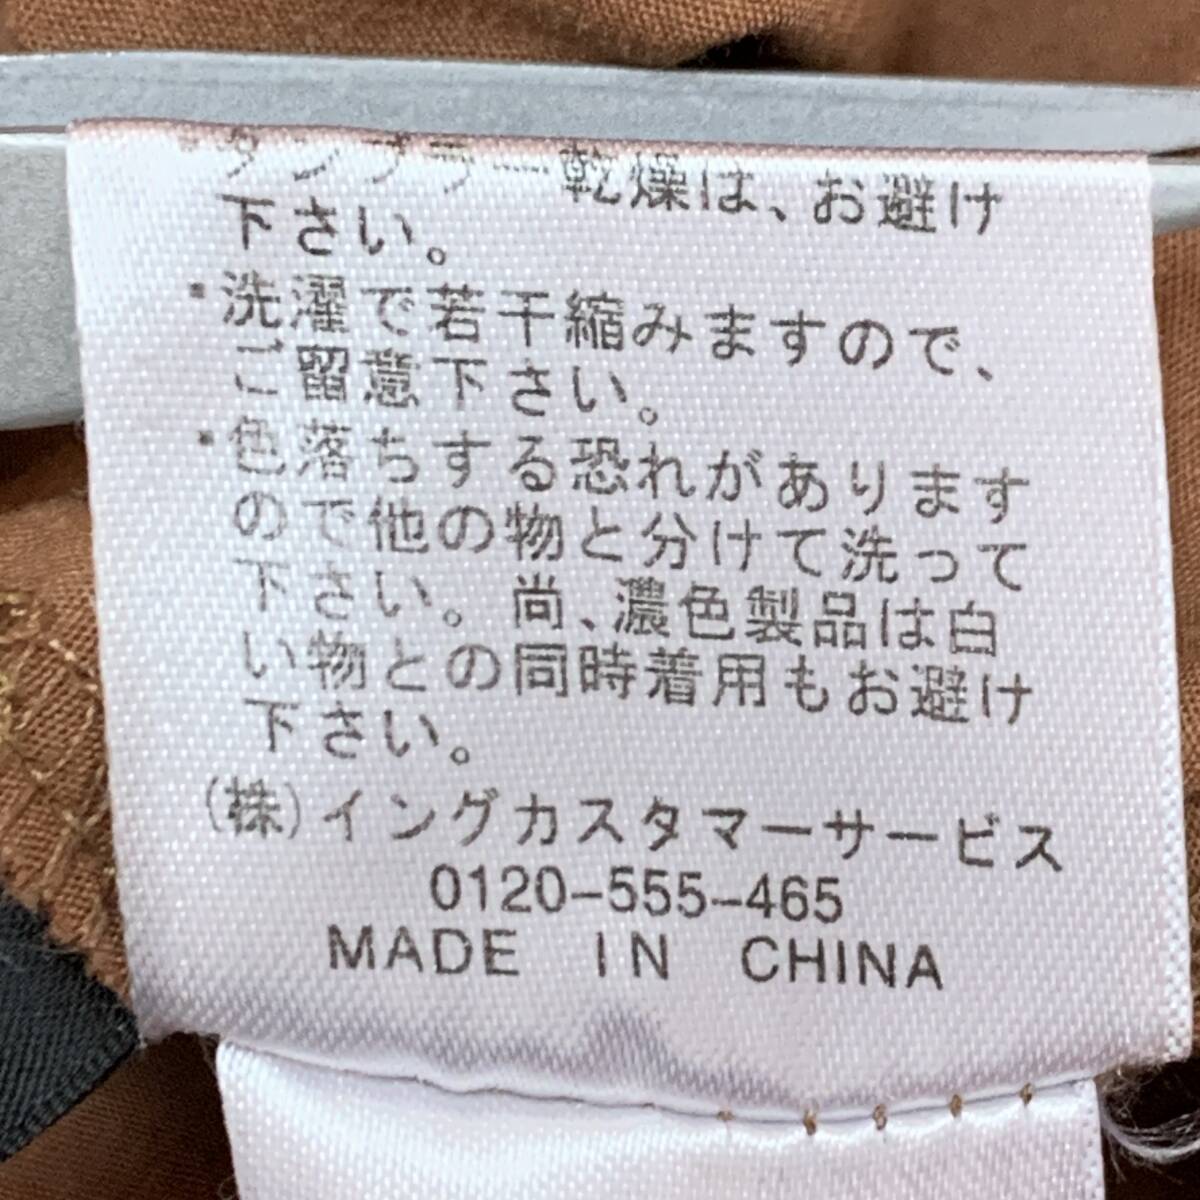 ・タンブラー乾燥は、お避け
下さい。
・洗濯で若干縮みますので、
ご留意下さい。
・色落ちする恐れがあります
ので他の物と分けて洗って
下さい。尚、濃色製品は白
い物との同時着用もお避け
下さい。
(株)イングカスタマーサービス
0120-555-465
MADE IN CHINA